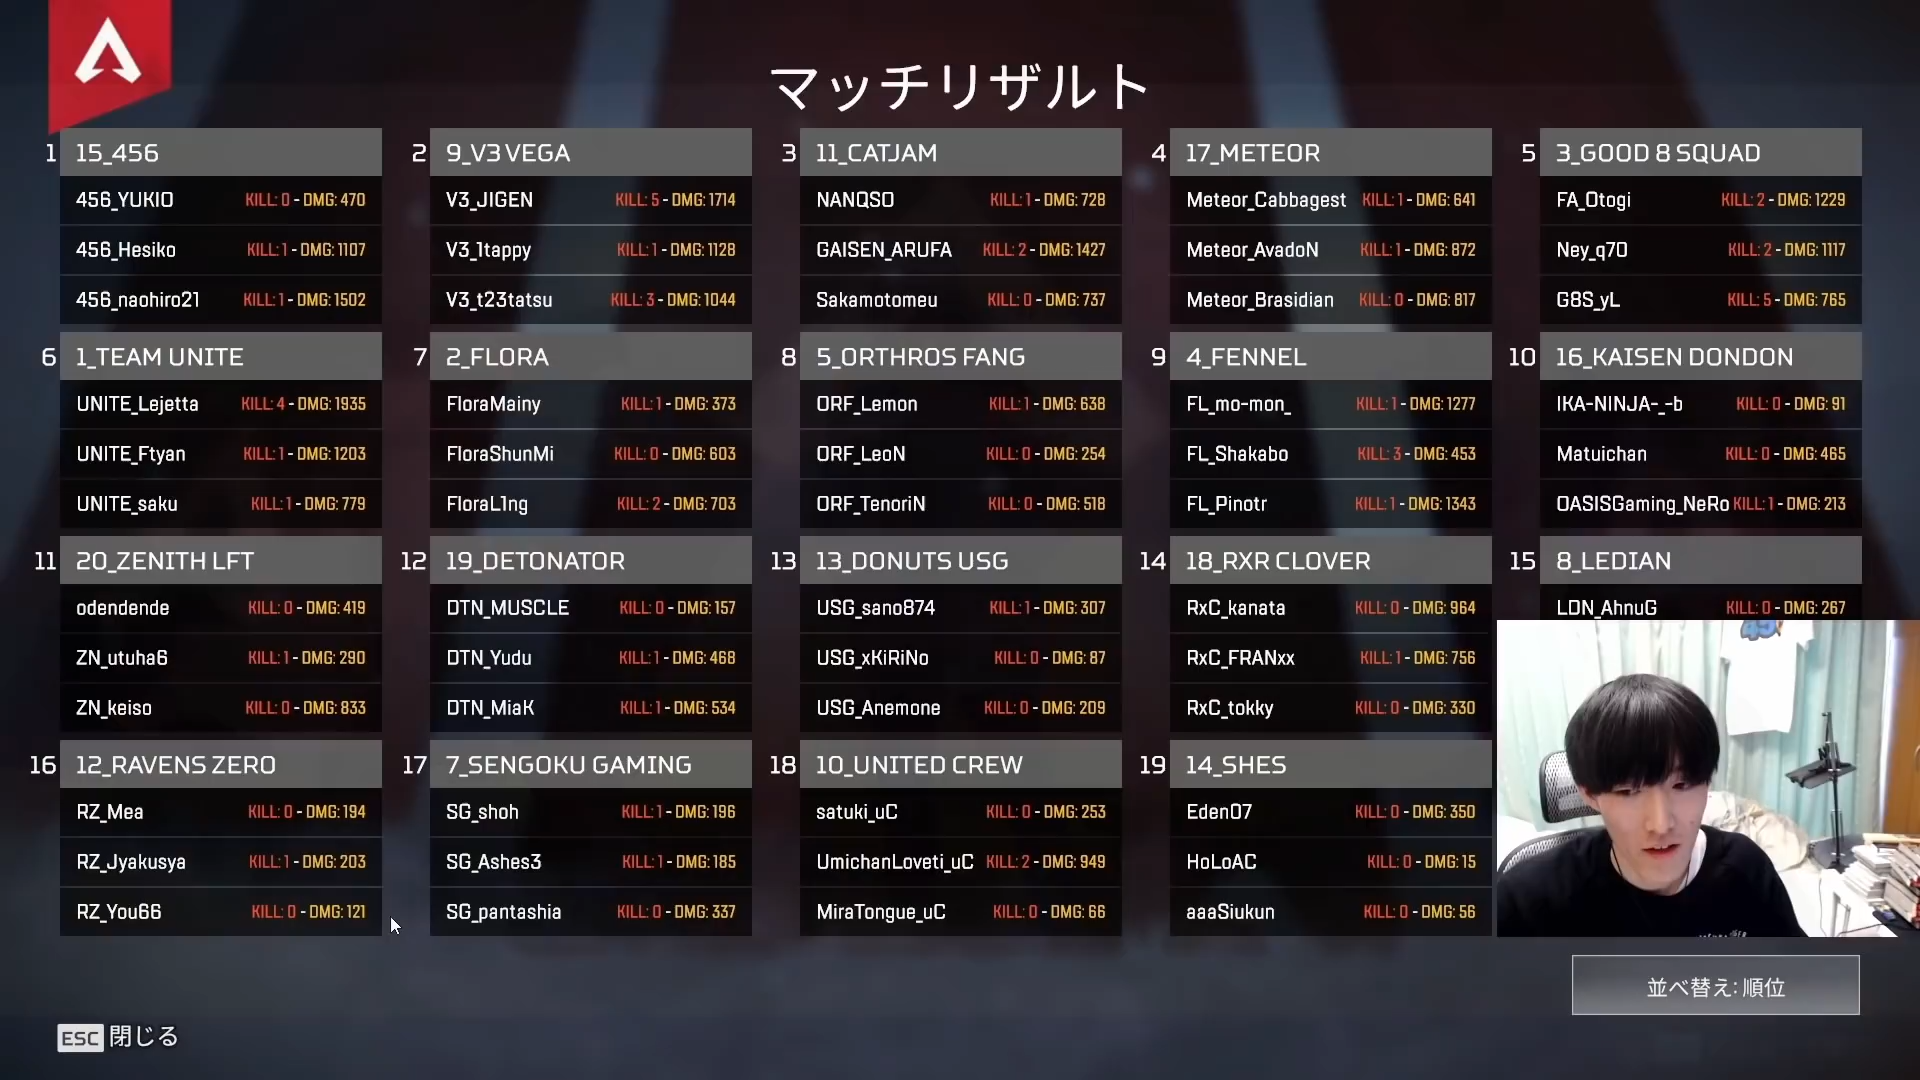 マッチリザルト
1 15_456
456_YUKIO KILL: 0 - DMG: 470
456_Hesiko KILL: 1 - DMG: 1107
456_naohiro21 KILL: 1 - DMG: 1502
2 9_V3 VEGA
V3_JIGEN KILL: 5 - DMG: 1714
V3_1tappy KILL: 1 - DMG: 1128
V3_t23tatsu KILL: 3 - DMG: 1044
3 11_CATJAM
NANQSO KILL: 1 - DMG: 728
GAISEN_ARUFA KILL: 2 - DMG: 1427
Sakamotomeu KILL: 0 - DMG: 737
4 17_METEOR
Meteor_Cabbagest KILL: 1 - DMG: 641
Meteor_AvadoN KILL: 1 - DMG: 872
Meteor_Brasidian KILL: 0 - DMG: 817
5 3_GOOD 8 SQUAD
FA_Otogi KILL: 2 - DMG: 1229
Ney_q70 KILL: 2 - DMG: 1117
G8S_yL KILL: 5 - DMG: 765
6 1_TEAM UNITE
UNITE_Lejetta KILL: 4 - DMG: 1935
UNITE_Ftyan KILL: 1 - DMG: 1203
UNITE_saku KILL: 1 - DMG: 779
7 2_FLORA
FloraMainy KILL: 1 - DMG: 373
FloraShunMi KILL: 0 - DMG: 603
FloraL1ng KILL: 2 - DMG: 703
8 5_ORTHROS FANG
ORF_Lemon KILL: 1 - DMG: 638
ORF_LeoN KILL: 0 - DMG: 254
ORF_TenoriN KILL: 0 - DMG: 518
9 4_FENNEL
FL_mo-mon_ KILL: 1 - DMG: 1277
FL_Shakabo KILL: 3 - DMG: 453
FL_Pinotr KILL: 1 - DMG: 1343
10 16_KAISEN DONDON
IKA-NINJA-_-b KILL: 0 - DMG: 91
Matuichan KILL: 0 - DMG: 465
OASISGaming_NeRo KILL: 1 - DMG: 213
11 20_ZENITH LFT
odendende KILL: 0 - DMG: 419
ZN_utuha6 KILL: 1 - DMG: 290
ZN_keiso KILL: 0 - DMG: 833
12 19_DETONATOR
DTN_MUSCLE KILL: 0 - DMG: 157
DTN_Yudu KILL: 1 - DMG: 468
DTN_MiaK KILL: 1 - DMG: 534
13 13_DONUTS USG
USG_sano874 KILL: 1 - DMG: 307
USG_xKiRiNo KILL: 0 - DMG: 87
USG_Anemone KILL: 0 - DMG: 209
14 18_RXR CLOVER
RxC_kanata KILL: 0 - DMG: 964
RxC_FRANxx KILL: 1 - DMG: 756
RxC_tokky KILL: 0 - DMG: 330
15 8_LEDIAN
LDN_AhnuG KILL: 0 - DMG: 267
16 12_RAVENS ZERO
RZ_Mea KILL: 0 - DMG: 194
RZ_Jyakusya KILL: 1 - DMG: 203
RZ_You66 KILL: 0 - DMG: 121
17 7_SENGOKU GAMING
SG_shoh KILL: 1 - DMG: 196
SG_Ashes3 KILL: 1 - DMG: 185
SG_pantashia KILL: 0 - DMG: 337
18 10_UNITED CREW
satuki_uC KILL: 0 - DMG: 253
UmichanLoveti_uC KILL: 2 - DMG: 949
MiraTongue_uC KILL: 0 - DMG: 66
19 14_SHES
Eden07 KILL: 0 - DMG: 350
HoLoAC KILL: 0 - DMG: 15
aaaSiukun KILL: 0 - DMG: 56
並べ替え: 順位
ESC 閉じる